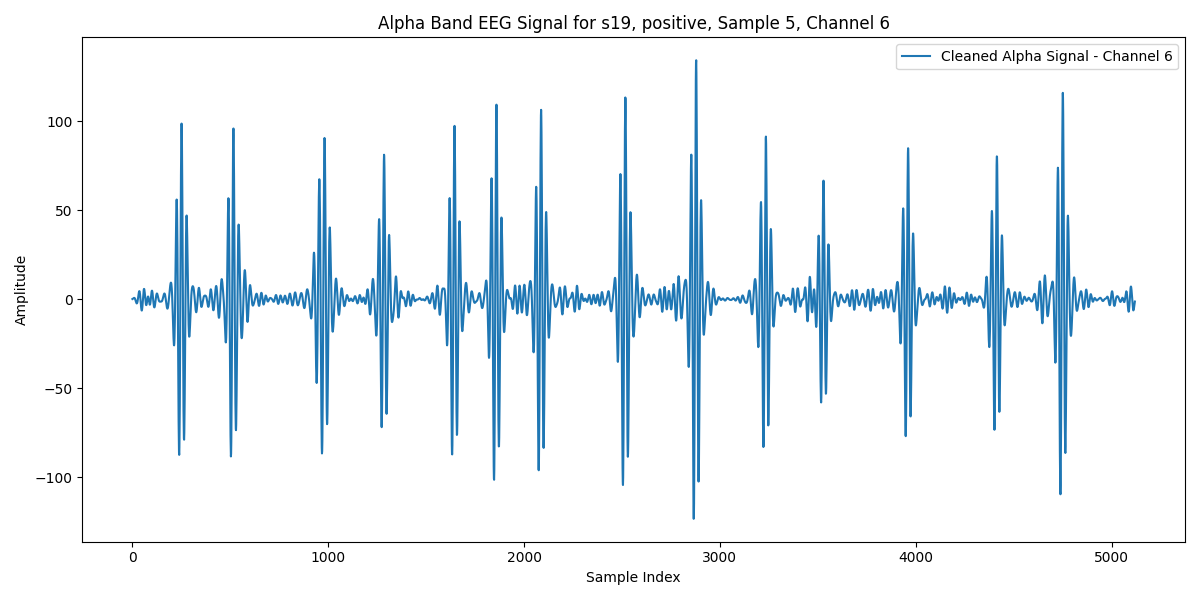 Alpha Band EEG Signal for s19, positive, Sample 5, Channel 6
Cleaned Alpha Signal - Channel 6
100
50
0
−50
−100
Amplitude
0 1000 2000 3000 4000 5000
Sample Index